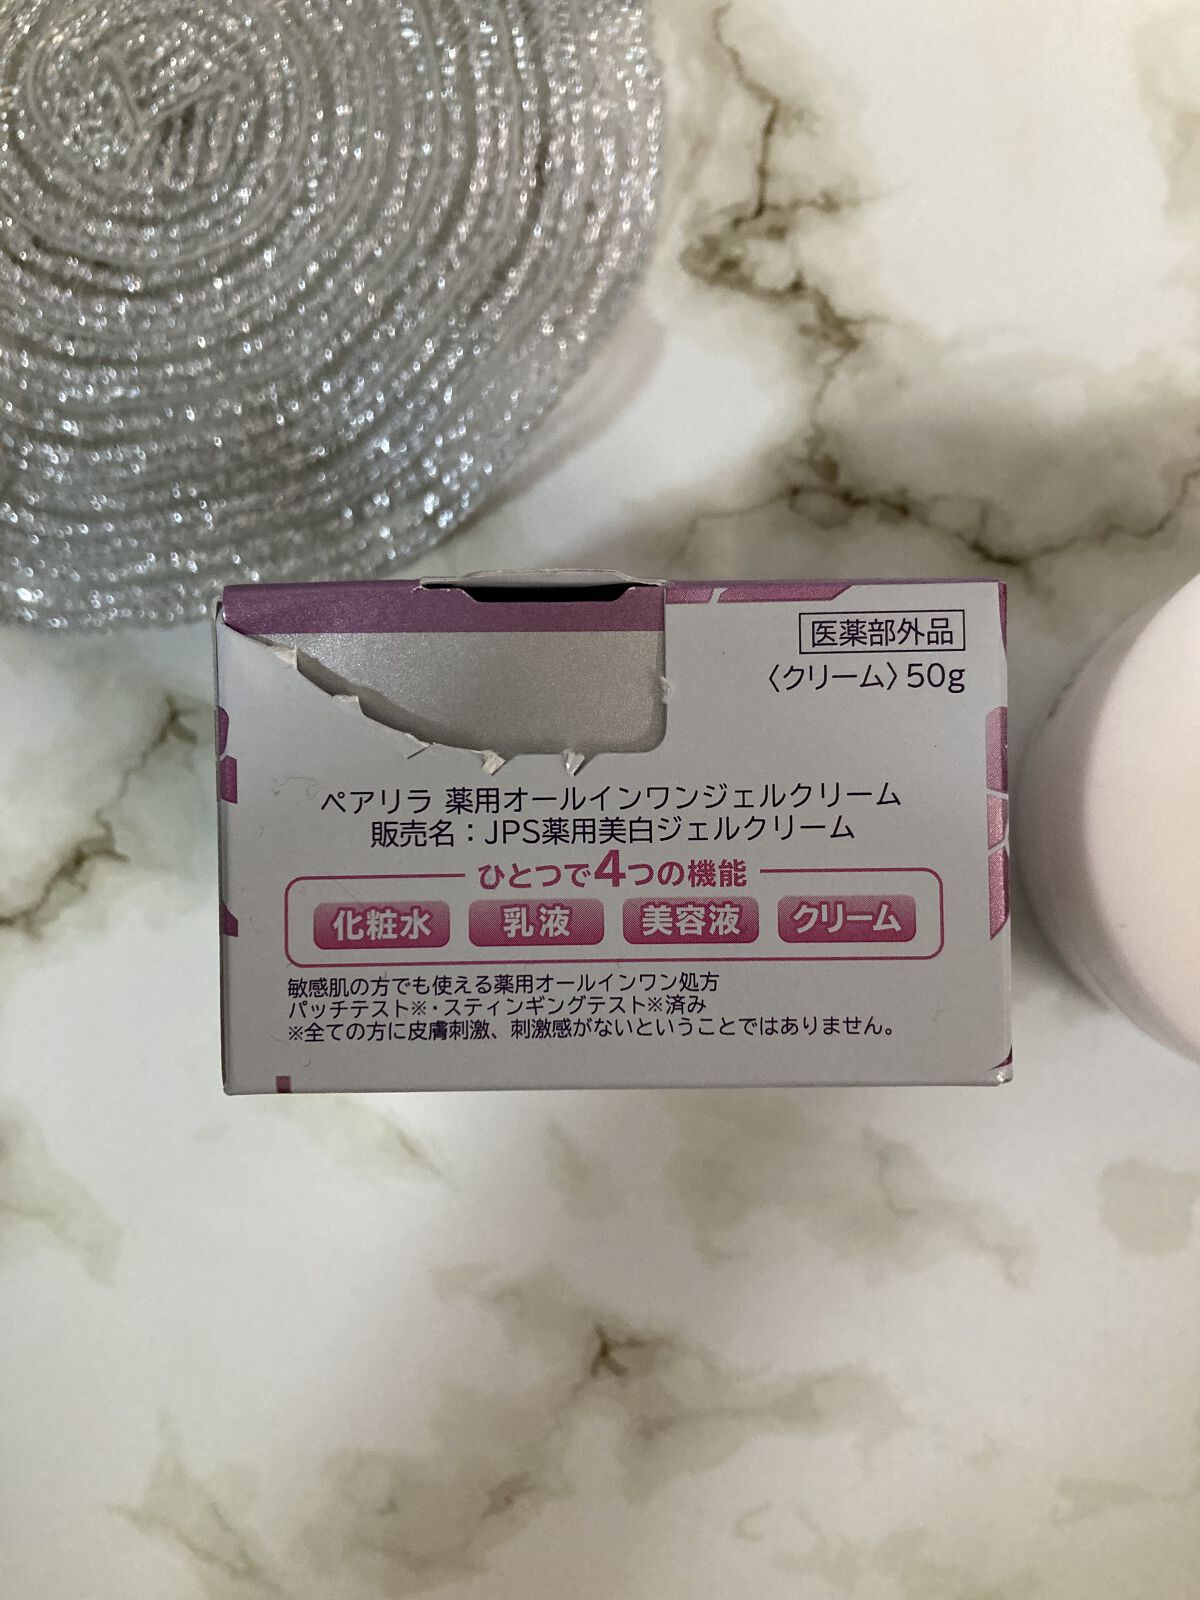 医薬部外品
〈クリーム〉50g
ペアリラ 薬用オールインワンジェルクリーム
販売名：JPS薬用美白ジェルクリーム
ひとつで4つの機能
化粧水 乳液 美容液 クリーム
敏感肌の方でも使える薬用オールインワン処方
パッチテスト※・スティンギングテスト※済み
※全ての方に皮膚刺激、刺激感がないということではありません。